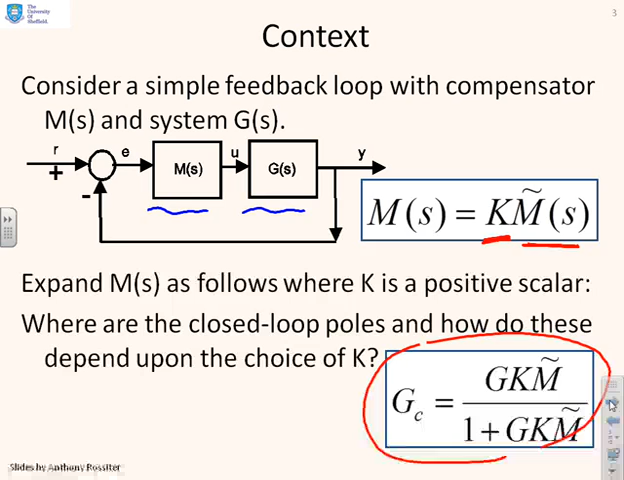 The
University
Of
Sheffield.
3
Context
Consider a simple feedback loop with compensator
M(s) and system G(s).
r e u y
+ M(s) G(s)
-
M(s) = KM̃(s)
Expand M(s) as follows where K is a positive scalar:
Where are the closed-loop poles and how do these
depend upon the choice of K?
G_c = GKM̃ / 1 + GKM̃
Slides by Anthony Rossiter